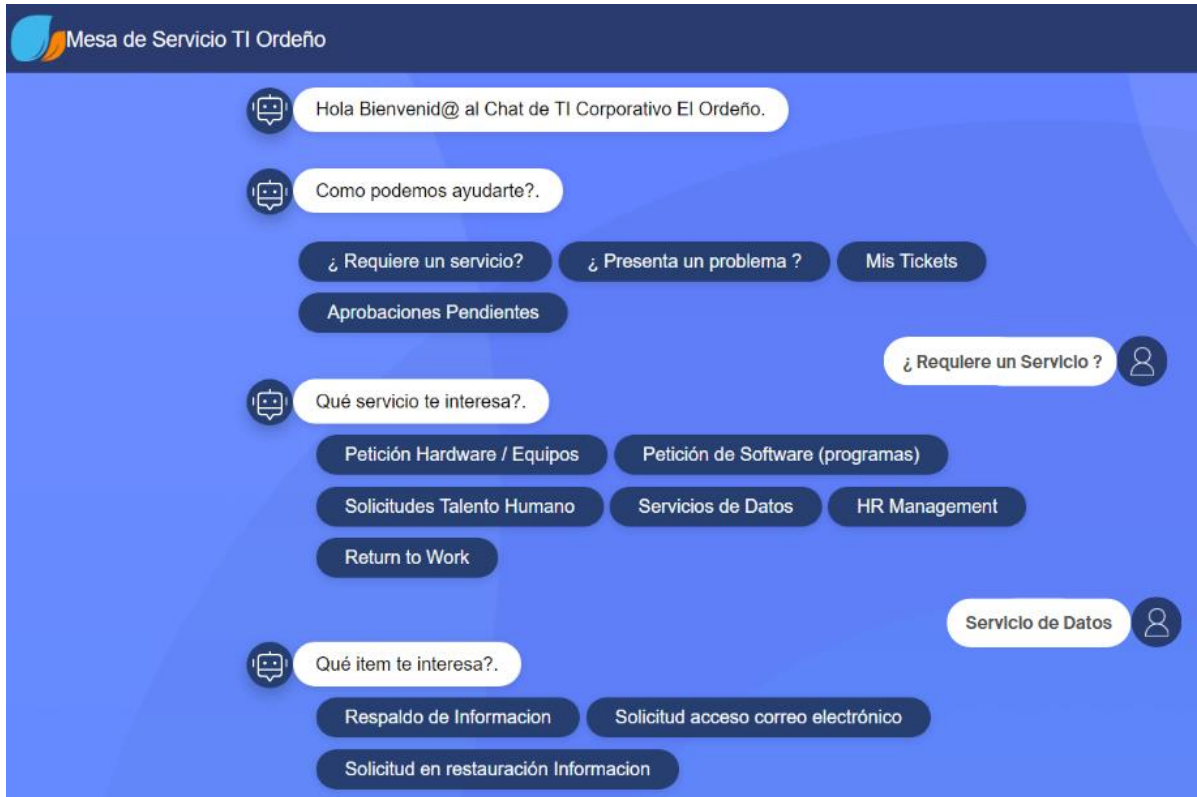 Mesa de Servicio TI Ordeño
Hola Bienvenid@ al Chat de TI Corporativo El Ordeño.
Como podemos ayudarte?.
¿ Requiere un servicio? ¿ Presenta un problema ? Mis Tickets
Aprobaciones Pendientes
¿ Requiere un Servicio ?
Qué servicio te interesa?.
Petición Hardware / Equipos Petición de Software (programas)
Solicitudes Talento Humano Servicios de Datos HR Management
Return to Work
Servicio de Datos
Qué item te interesa?.
Respaldo de Informacion Solicitud acceso correo electrónico
Solicitud en restauración Informacion